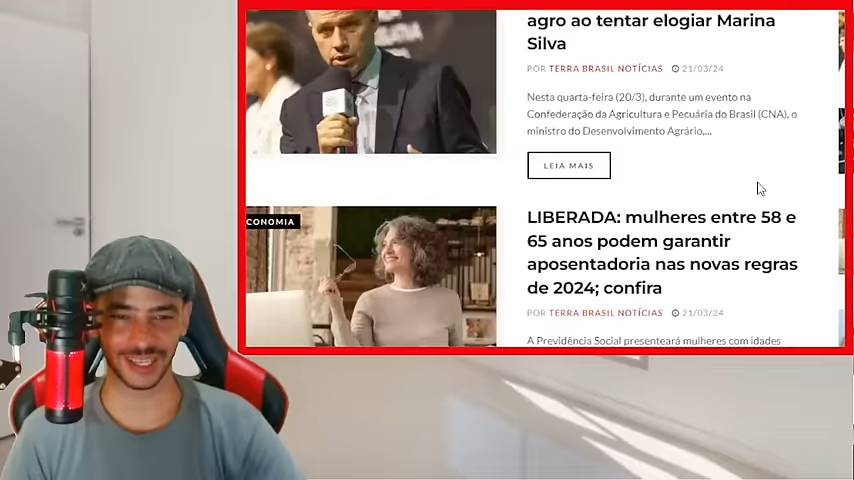 agro ao tentar elogiar Marina
Silva
POR TERRA BRASIL NOTÍCIAS 21/03/24
Nesta quarta-feira (20/3), durante um evento na
Confederação da Agricultura e Pecuária do Brasil (CNA), o
ministro do Desenvolvimento Agrário,...
LEIA MAIS
CONOMIA
LIBERADA: mulheres entre 58 e
65 anos podem garantir
aposentadoria nas novas regras
de 2024; confira
POR TERRA BRASIL NOTÍCIAS 21/03/24
A Previdência Social presenteará mulheres com idades